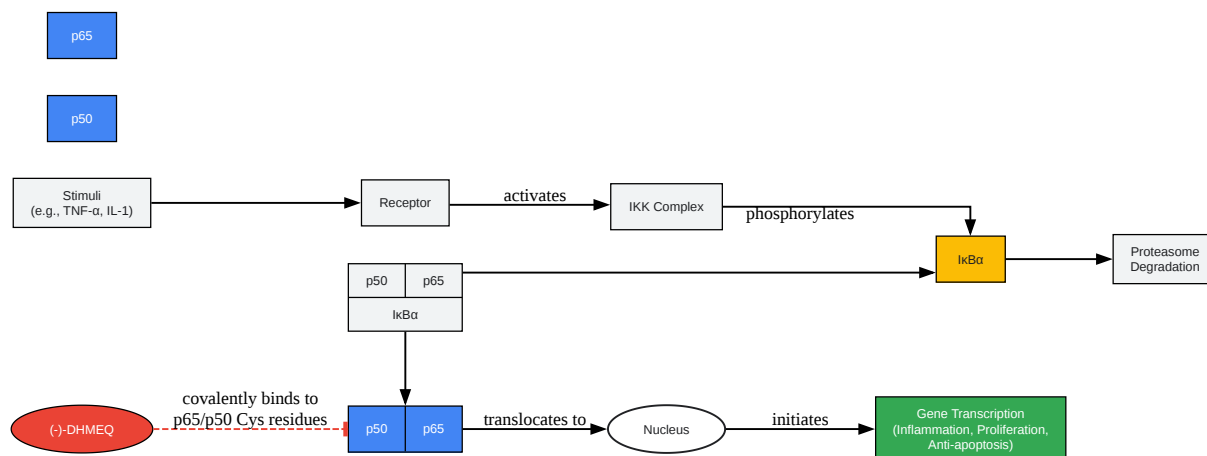 p65
p50
Stimuli
(e.g., TNF-α, IL-1)
Receptor
activates
IKK Complex
phosphorylates
IκBα
Proteasome
Degradation
p50
p65
IκBα
(-)-DHMEQ
covalently binds to
p65/p50 Cys residues
p50
p65
translocates to
Nucleus
initiates
Gene Transcription
(Inflammation, Proliferation,
Anti-apoptosis)